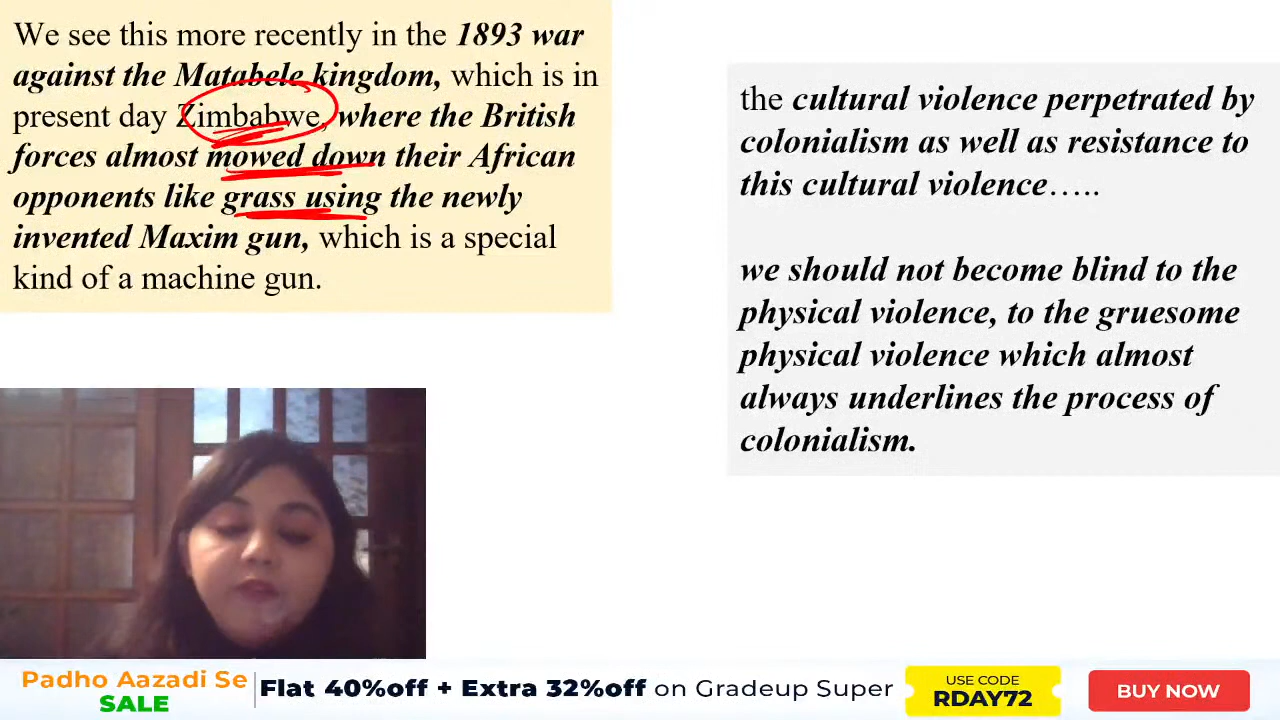 We see this more recently in the 1893 war
against the Matabele kingdom, which is in
present day Zimbabwe, where the British
forces almost mowed down their African
opponents like grass using the newly
invented Maxim gun, which is a special
kind of a machine gun.
the cultural violence perpetrated by
colonialism as well as resistance to
this cultural violence…..
we should not become blind to the
physical violence, to the gruesome
physical violence which almost
always underlines the process of
colonialism.
Padho Aazadi Se
SALE
Flat 40%off + Extra 32%off on Gradeup Super
USE CODE
RDAY72
BUY NOW